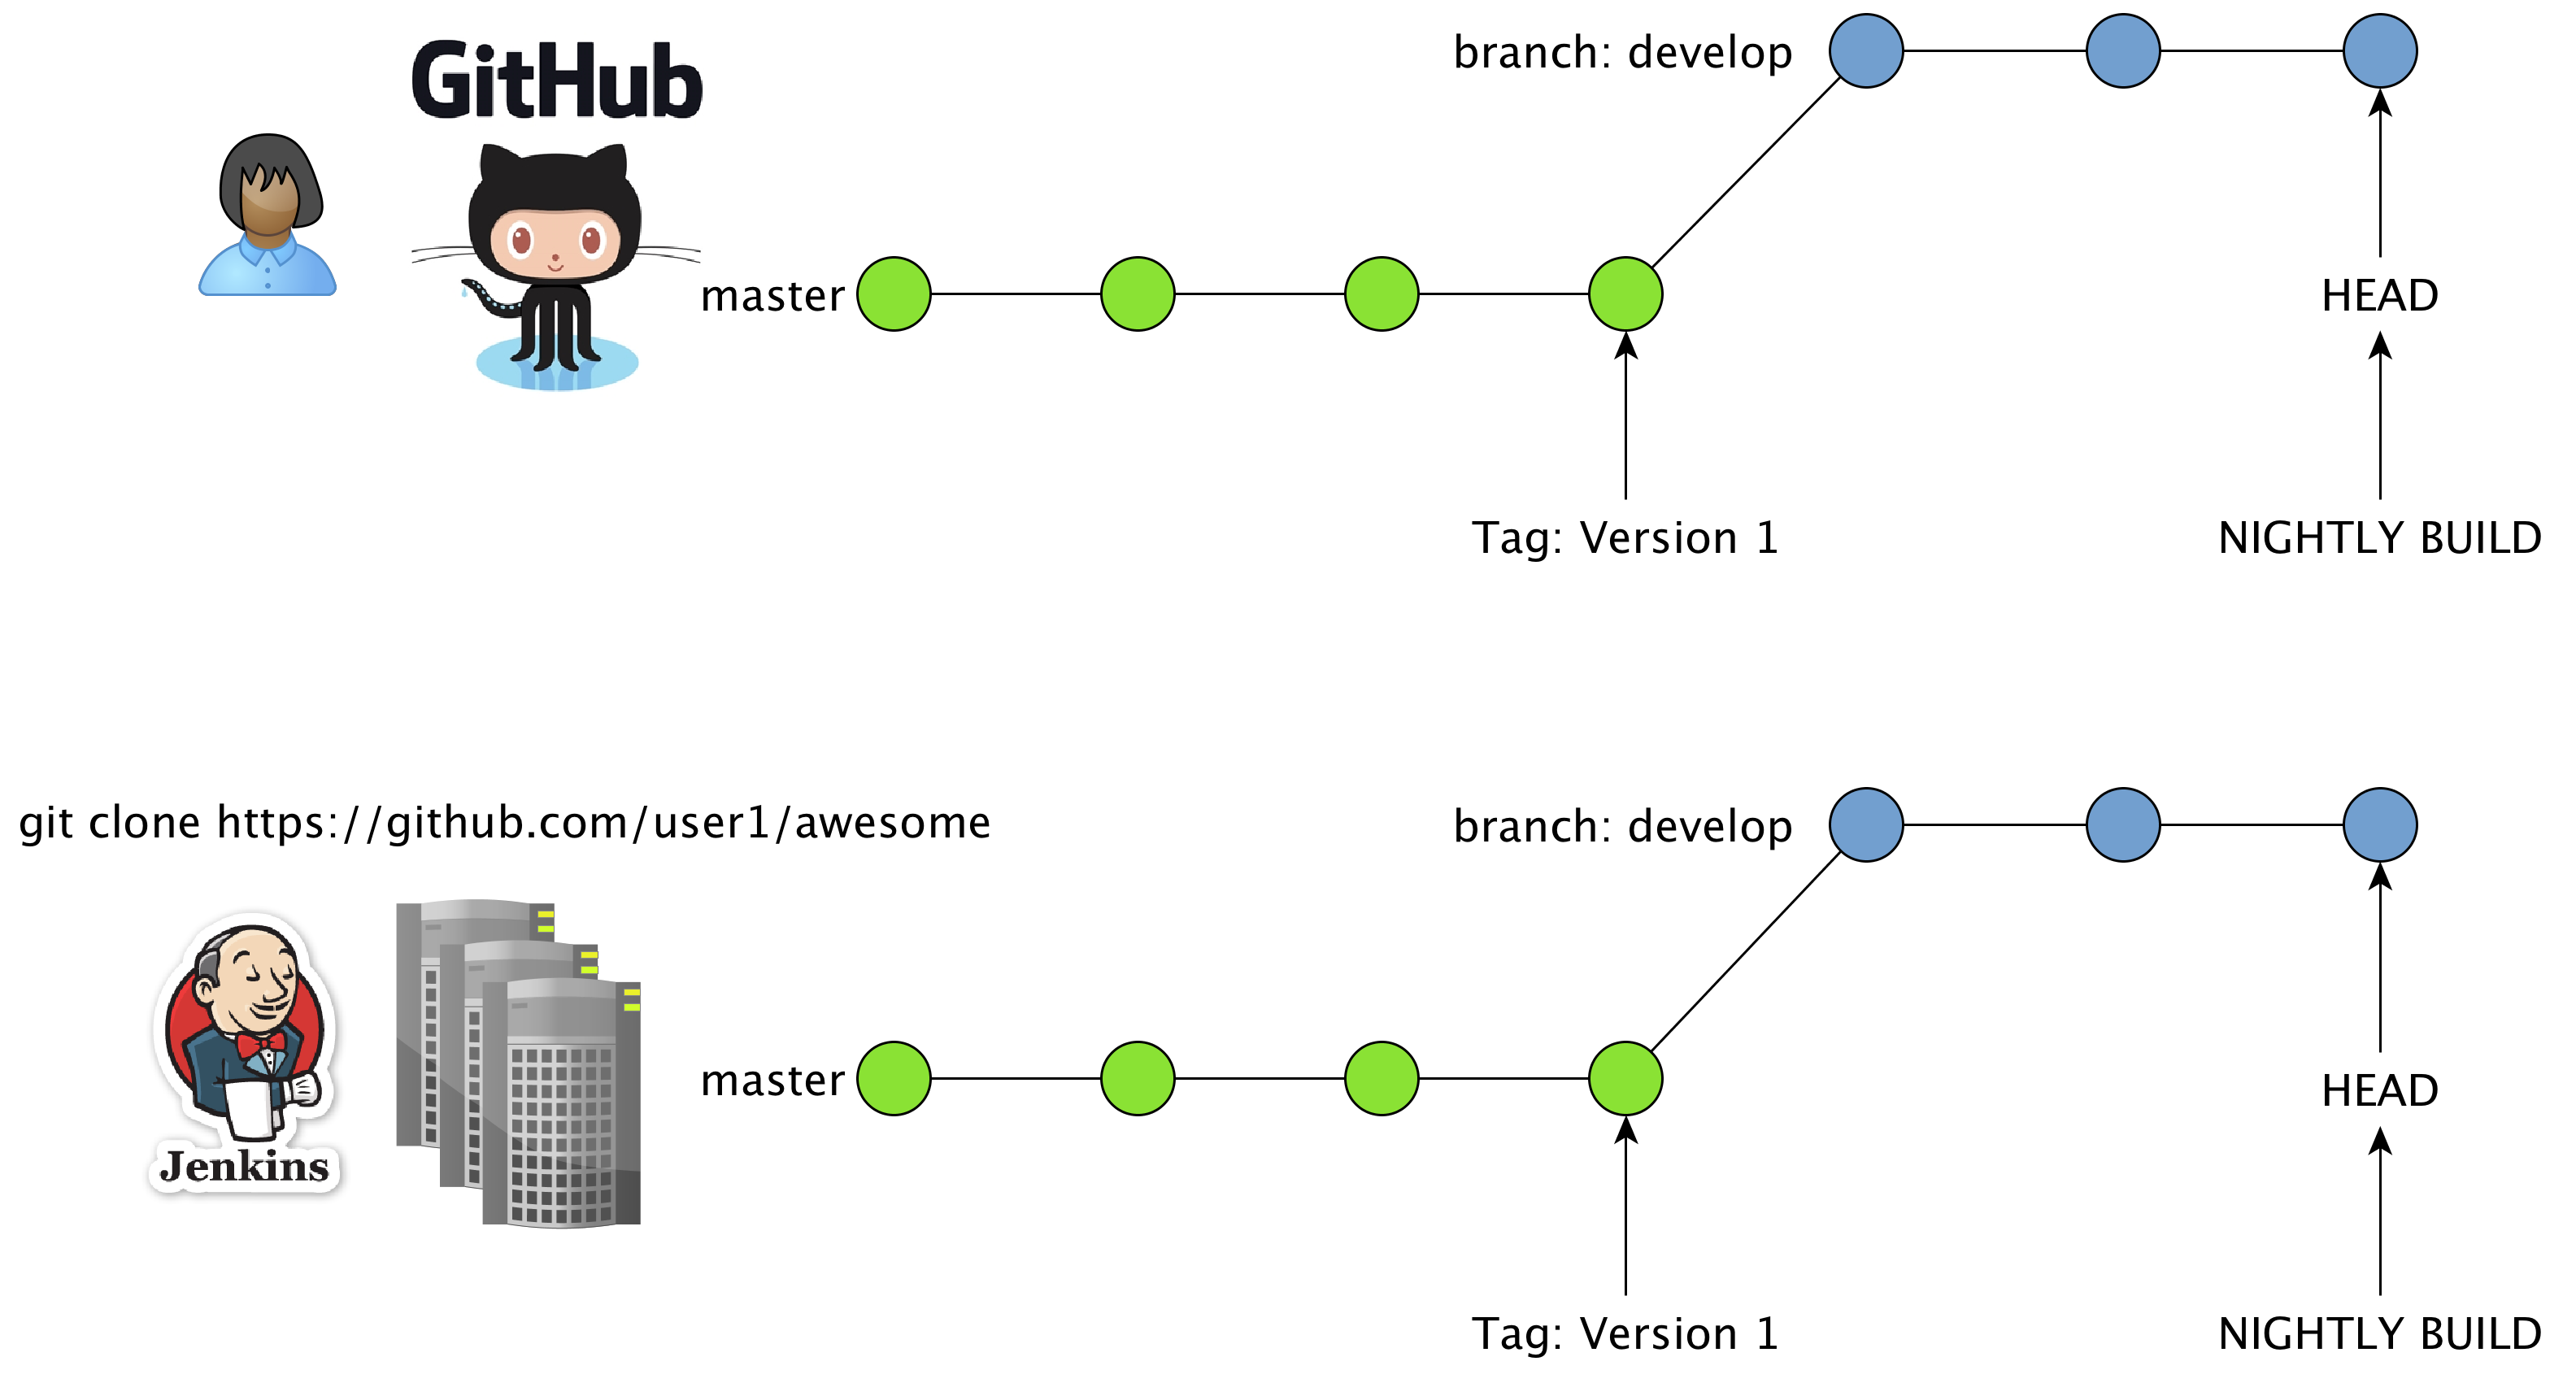 GitHub
branch: develop
master
HEAD
Tag: Version 1
NIGHTLY BUILD
git clone https://github.com/user1/awesome
branch: develop
master
HEAD
Jenkins
Tag: Version 1
NIGHTLY BUILD